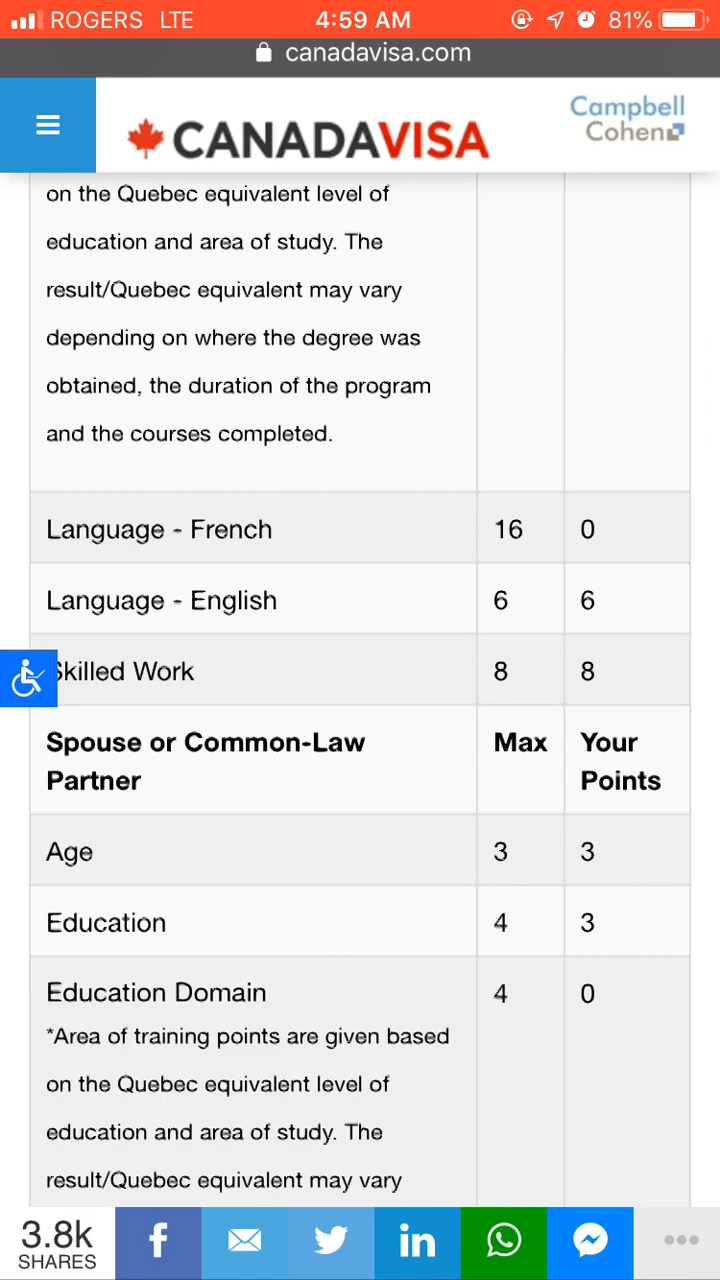 ROGERS LTE 4:59 AM 81%
canadavisa.com
CANADAVISA
Campbell
Cohen
on the Quebec equivalent level of
education and area of study. The
result/Quebec equivalent may vary
depending on where the degree was
obtained, the duration of the program
and the courses completed.
Language - French 16 0
Language - English 6 6
Skilled Work 8 8
Spouse or Common-Law Max Your
Partner Points
Age 3 3
Education 4 3
Education Domain 4 0
*Area of training points are given based
on the Quebec equivalent level of
education and area of study. The
result/Quebec equivalent may vary
3.8k
SHARES